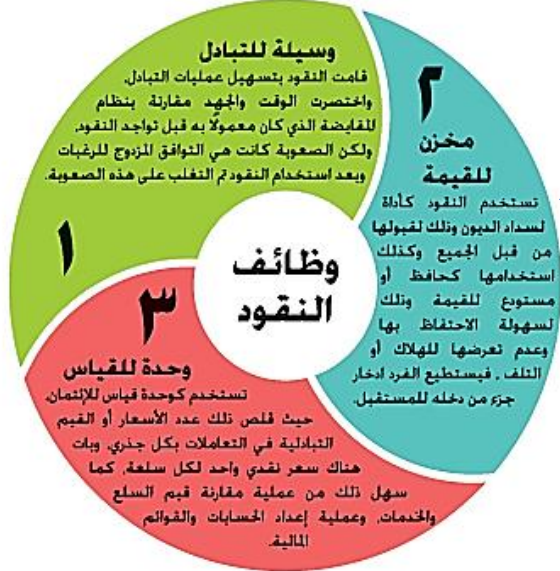 وظائف
النقود
١
وسيلة للتبادل
قامت النقود بتسهيل عمليات التبادل،
واختصرت الوقت والجهد مقارنة بنظام
المقايضة الذي كان معمولًا به قبل تواجد النقود،
ولكن الصعوبة كانت هي التوافق المزدوج للرغبات
وبعد استخدام النقود تم التغلب على هذه الصعوبة.
٢
مخزن
للقيمة
تستخدم النقود كأداة
لسداد الديون وذلك لقبولها
من قبل الجميع وكذلك
استخدامها كحافظ أو
مستودع للقيمة وذلك
لسهولة الاحتفاظ بها
وعدم تعرضها للهلاك أو
التلف ، فيستطيع الفرد ادخار
جزء من دخله للمستقبل.
٣
وحدة للقياس
تستخدم كوحدة قياس للإئتمان،
حيث قلص ذلك عدد الأسعار أو القيم
التبادلية في التعاملات بكل جذري، وبات
هناك سعر نقدي واحد لكل سلعة، كما
سهل ذلك من عملية مقارنة قيم السلع
والخدمات، وعملية إعداد الحسابات والقوائم
المالية.